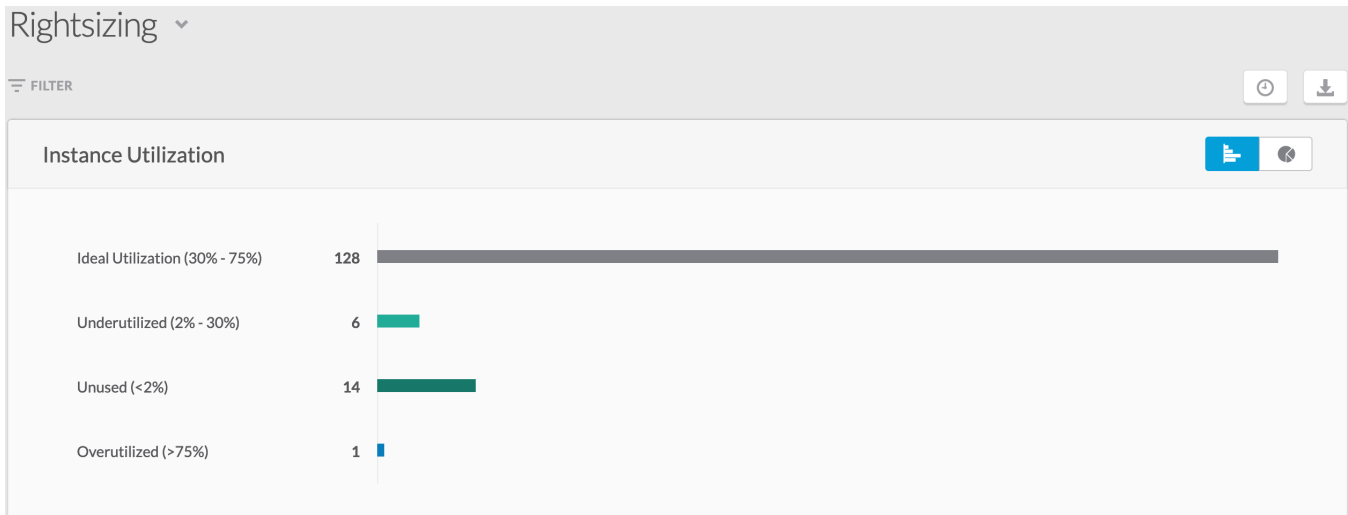 Rightsizing
FILTER
Instance Utilization
Ideal Utilization (30% - 75%) 128
Underutilized (2% - 30%) 6
Unused (<2%) 14
Overutilized (>75%) 1